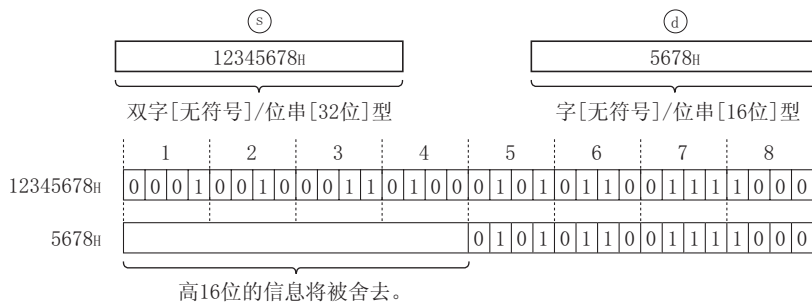 s d
12345678H 5678H
双字[无符号]/位串[32位]型 字[无符号]/位串[16位]型
1 2 3 4 5 6 7 8
12345678H 0 0 0 1 0 0 1 0 0 0 1 1 0 1 0 0 0 1 0 1 0 1 1 0 0 1 1 1 1 0 0 0
5678H 0 1 0 1 0 1 1 0 0 1 1 1 1 0 0 0
高16位的信息将被舍去。